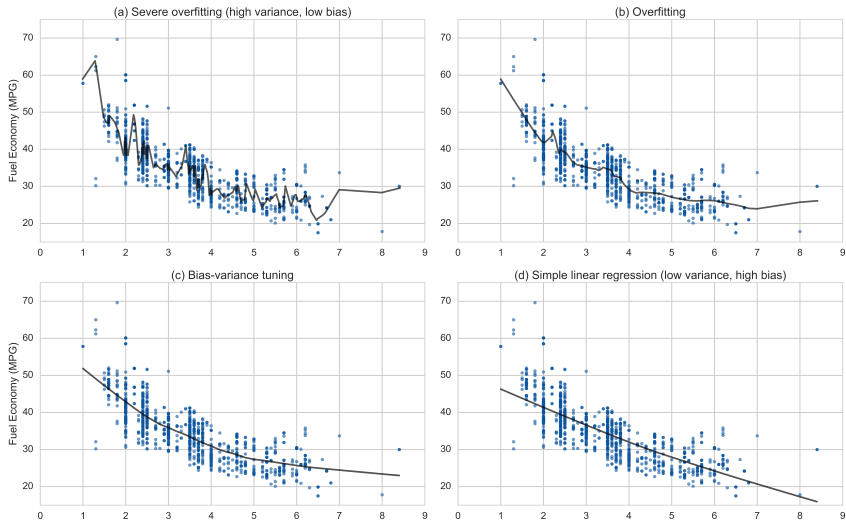 (a) Severe overfitting (high variance, low bias)
(b) Overfitting
Fuel Economy (MPG)
70
60
50
40
30
20
0 1 2 3 4 5 6 7 8 9
70
60
50
40
30
20
0 1 2 3 4 5 6 7 8 9
(c) Bias-variance tuning
(d) Simple linear regression (low variance, high bias)
Fuel Economy (MPG)
70
60
50
40
30
20
0 1 2 3 4 5 6 7 8 9
70
60
50
40
30
20
0 1 2 3 4 5 6 7 8 9